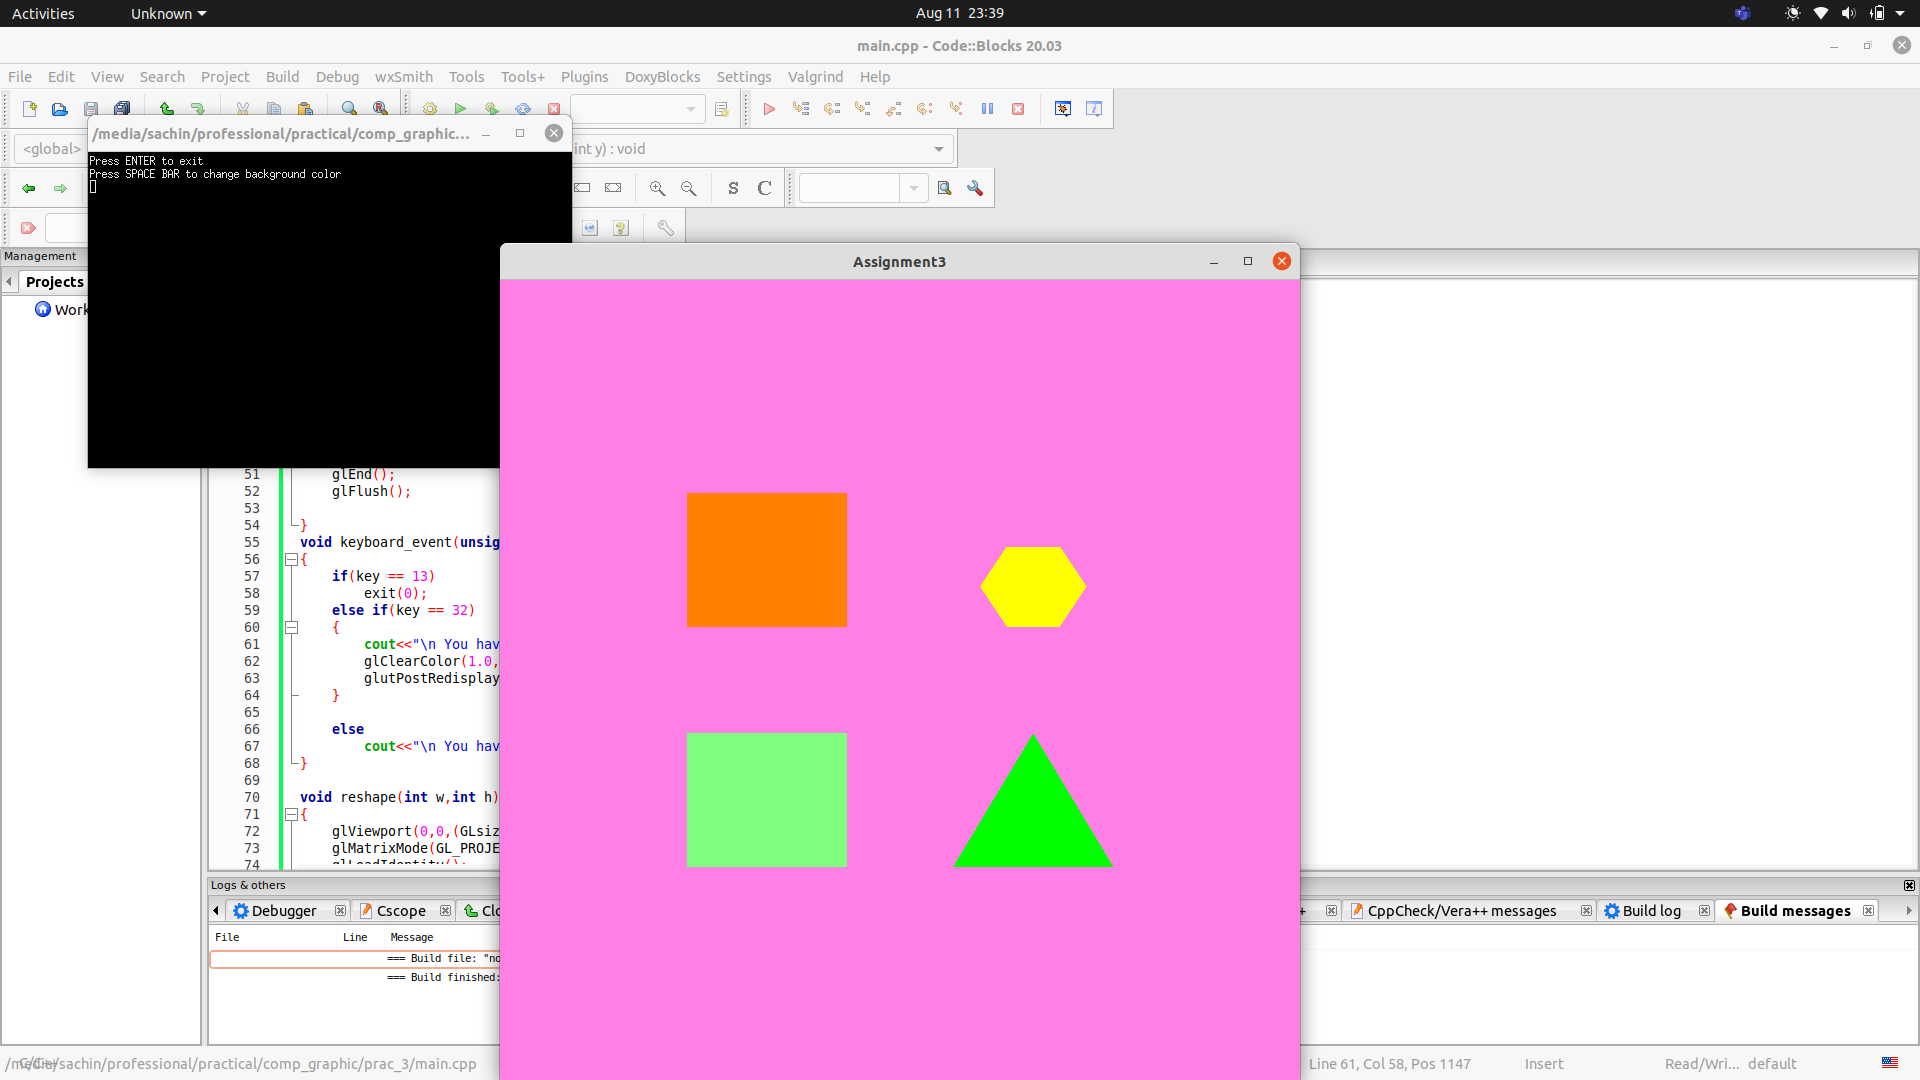 Activities
Unknown
Aug 11 23:39
main.cpp - Code::Blocks 20.03
File Edit View Search Project Build Debug wxSmith Tools Tools+ Plugins DoxyBlocks Settings Valgrind Help
/media/sachin/professional/practical/comp_graphic...
<global>
int y) : void
Press ENTER to exit
Press SPACE BAR to change background color
S C
Management
Projects
Work
Assignment3
51 glEnd();
52 glFlush();
53
54 }
55 void keyboard_event(unsig
56 {
57 if(key == 13)
58 exit(0);
59 else if(key == 32)
60 {
61 cout<<"\n You hav
62 glClearColor(1.0,
63 glutPostRedisplay
64 }
65
66 else
67 cout<<"\n You hav
68 }
69
70 void reshape(int w,int h)
71 {
72 glViewport(0,0,(GLsiz
73 glMatrixMode(GL_PROJE
74 glLoadIdentity();
Logs & others
Debugger Cscope Clo + CppCheck/Vera++ messages Build log Build messages
File Line Message
=== Build file: "no
=== Build finished:
/media/sachin/professional/practical/comp_graphic/prac_3/main.cpp
C/C++
Line 61, Col 58, Pos 1147
Insert
Read/Wri... default